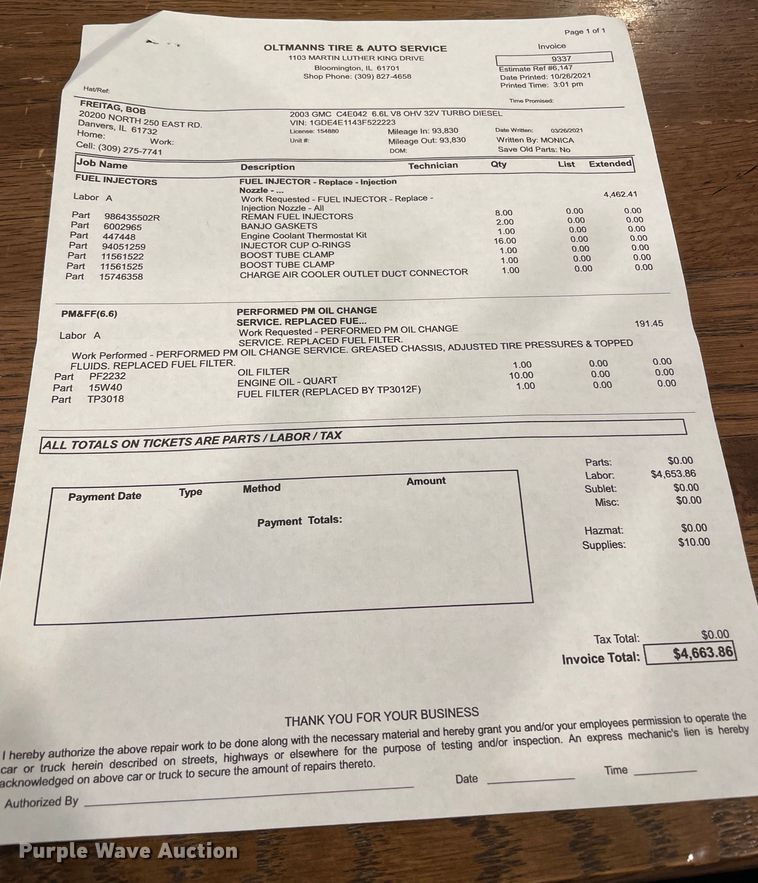 Page 1 of 1
OLTMANNS TIRE & AUTO SERVICE
1103 MARTIN LUTHER KING DRIVE
Bloomington, IL 61701
Shop Phone: (309) 827-4658
Invoice
9337
Estimate Ref #6,147
Date Printed: 10/26/2021
Printed Time: 3:01 pm
Hat/Ref:
Time Promised:
FREITAG, BOB
20200 NORTH 250 EAST RD.
Danvers, IL 61732
Home: Work:
Cell: (309) 275-7741
2003 GMC C4E042 6.6L V8 OHV 32V TURBO DIESEL
VIN: 1GDE4E1143F522223
License: 154880 Mileage In: 93,830 Date Written: 03/26/2021
Unit #: Mileage Out: 93,830 Written By: MONICA
DOM: Save Old Parts: No
Job Name Description Technician Qty List Extended
FUEL INJECTORS FUEL INJECTOR - Replace - Injection
Nozzle - ...
Labor A Work Requested - FUEL INJECTOR - Replace - 4,462.41
Injection Nozzle - All
Part 986435502R REMAN FUEL INJECTORS 8.00 0.00 0.00
Part 6002965 BANJO GASKETS 2.00 0.00 0.00
Part 447448 Engine Coolant Thermostat Kit 1.00 0.00 0.00
Part 94051259 INJECTOR CUP O-RINGS 16.00 0.00 0.00
Part 11561522 BOOST TUBE CLAMP 1.00 0.00 0.00
Part 11561525 BOOST TUBE CLAMP 1.00 0.00 0.00
Part 15746358 CHARGE AIR COOLER OUTLET DUCT CONNECTOR 1.00 0.00 0.00
PM&FF(6.6) PERFORMED PM OIL CHANGE
SERVICE. REPLACED FUE...
Labor A Work Requested - PERFORMED PM OIL CHANGE 191.45
SERVICE. REPLACED FUEL FILTER.
Work Performed - PERFORMED PM OIL CHANGE SERVICE. GREASED CHASSIS, ADJUSTED TIRE PRESSURES & TOPPED
FLUIDS. REPLACED FUEL FILTER.
Part PF2232 OIL FILTER 1.00 0.00 0.00
Part 15W40 ENGINE OIL - QUART 10.00 0.00 0.00
Part TP3018 FUEL FILTER (REPLACED BY TP3012F) 1.00 0.00 0.00
ALL TOTALS ON TICKETS ARE PARTS / LABOR / TAX
Payment Date Type Method Amount
Payment Totals:
Parts: $0.00
Labor: $4,653.86
Sublet: $0.00
Misc: $0.00
Hazmat: $0.00
Supplies: $10.00
Tax Total: $0.00
Invoice Total: $4,663.86
THANK YOU FOR YOUR BUSINESS
I hereby authorize the above repair work to be done along with the necessary material and hereby grant you and/or your employees permission to operate the
car or truck herein described on streets, highways or elsewhere for the purpose of testing and/or inspection. An express mechanic's lien is hereby
acknowledged on above car or truck to secure the amount of repairs thereto.
Authorized By Date Time
Purple Wave Auction